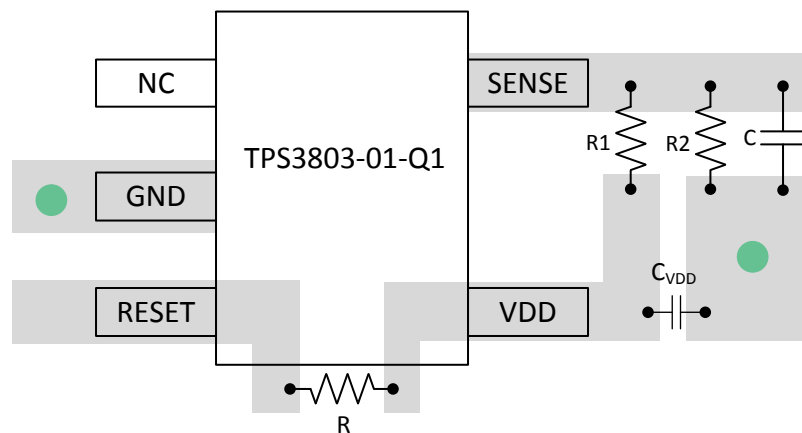 NC
SENSE
TPS3803-01-Q1
R1
R2
C
GND
RESET
VDD
CVDD
R